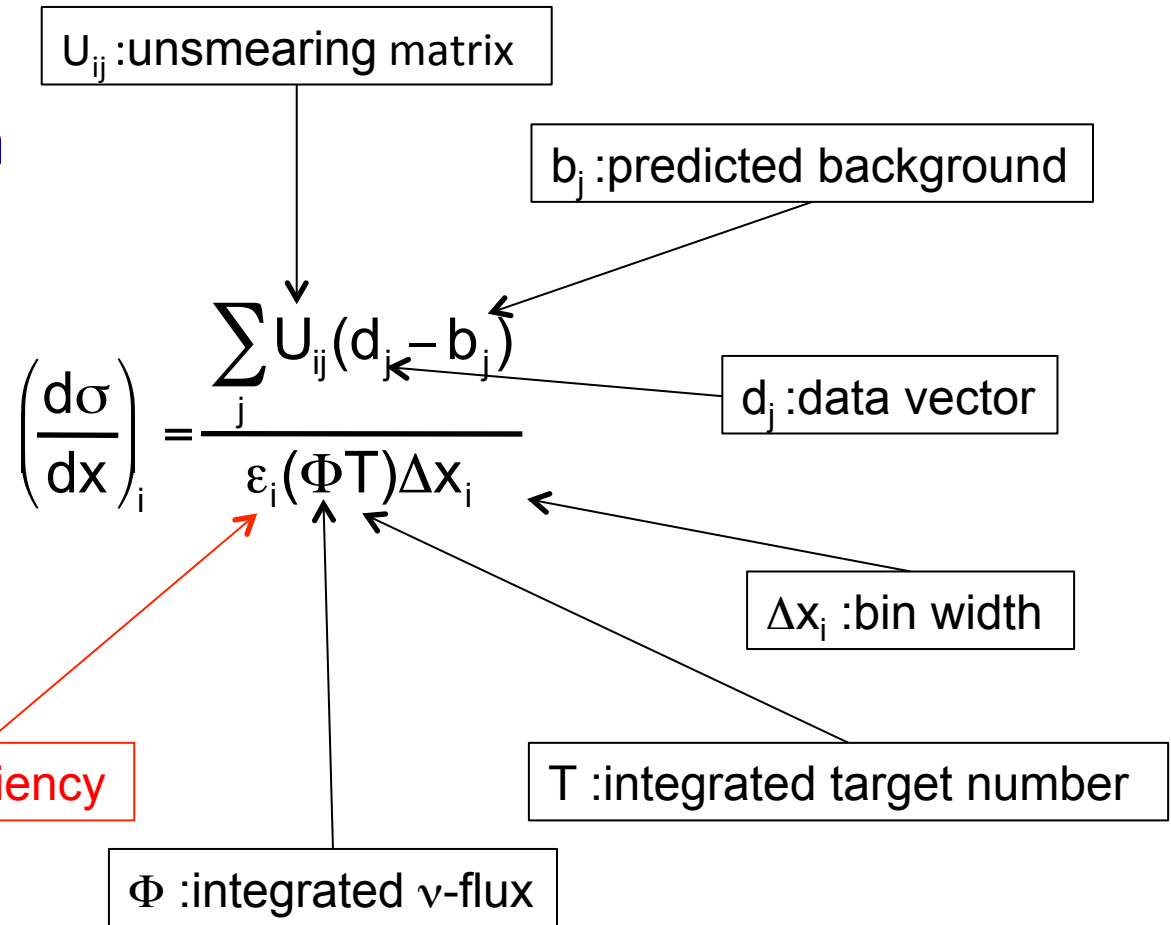 U_ij :unsmearing matrix
b_j :predicted background
(dσ/dx)_i = ∑_j U_ij(d_j – b_j) / ε_i(ΦT)Δx_i
d_j :data vector
Δx_i :bin width
T :integrated target number
Φ :integrated ν-flux